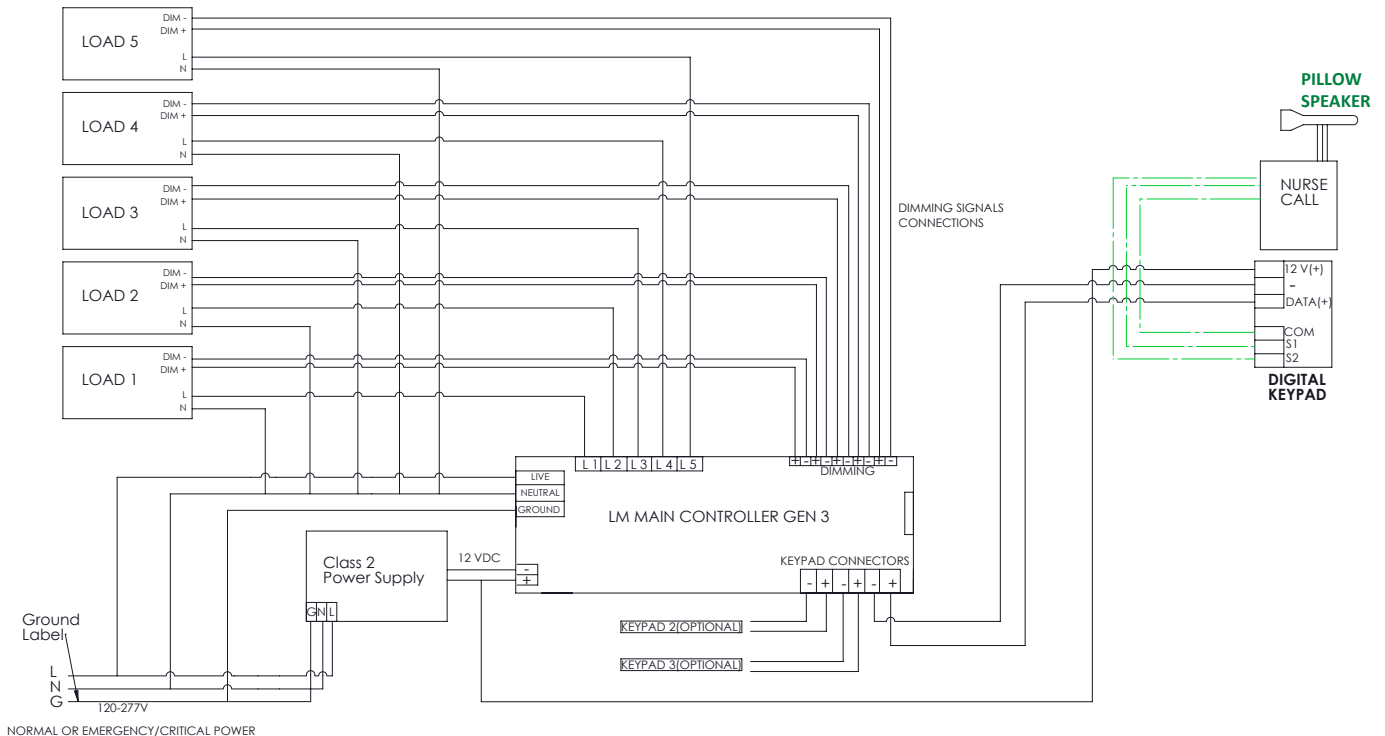 DIM -
DIM +
LOAD 5
L
N
DIM -
DIM +
LOAD 4
L
N
DIM -
DIM +
LOAD 3
L
N
DIM -
DIM +
LOAD 2
L
N
DIM -
DIM +
LOAD 1
L
N
PILLOW
SPEAKER
NURSE
CALL
DIMMING SIGNALS
CONNECTIONS
12 V(+)
-
DATA(+)
COM
S1
S2
DIGITAL
KEYPAD
L 1 L 2 L 3 L 4 L 5
+ - + - + - + - + -
DIMMING
LIVE
NEUTRAL
GROUND
LM MAIN CONTROLLER GEN 3
KEYPAD CONNECTORS
- + - + - +
12 VDC
-
+
Class 2
Power Supply
G N L
KEYPAD 2(OPTIONAL)
KEYPAD 3(OPTIONAL)
Ground
Label
L
N
G
120-277V
NORMAL OR EMERGENCY/CRITICAL POWER